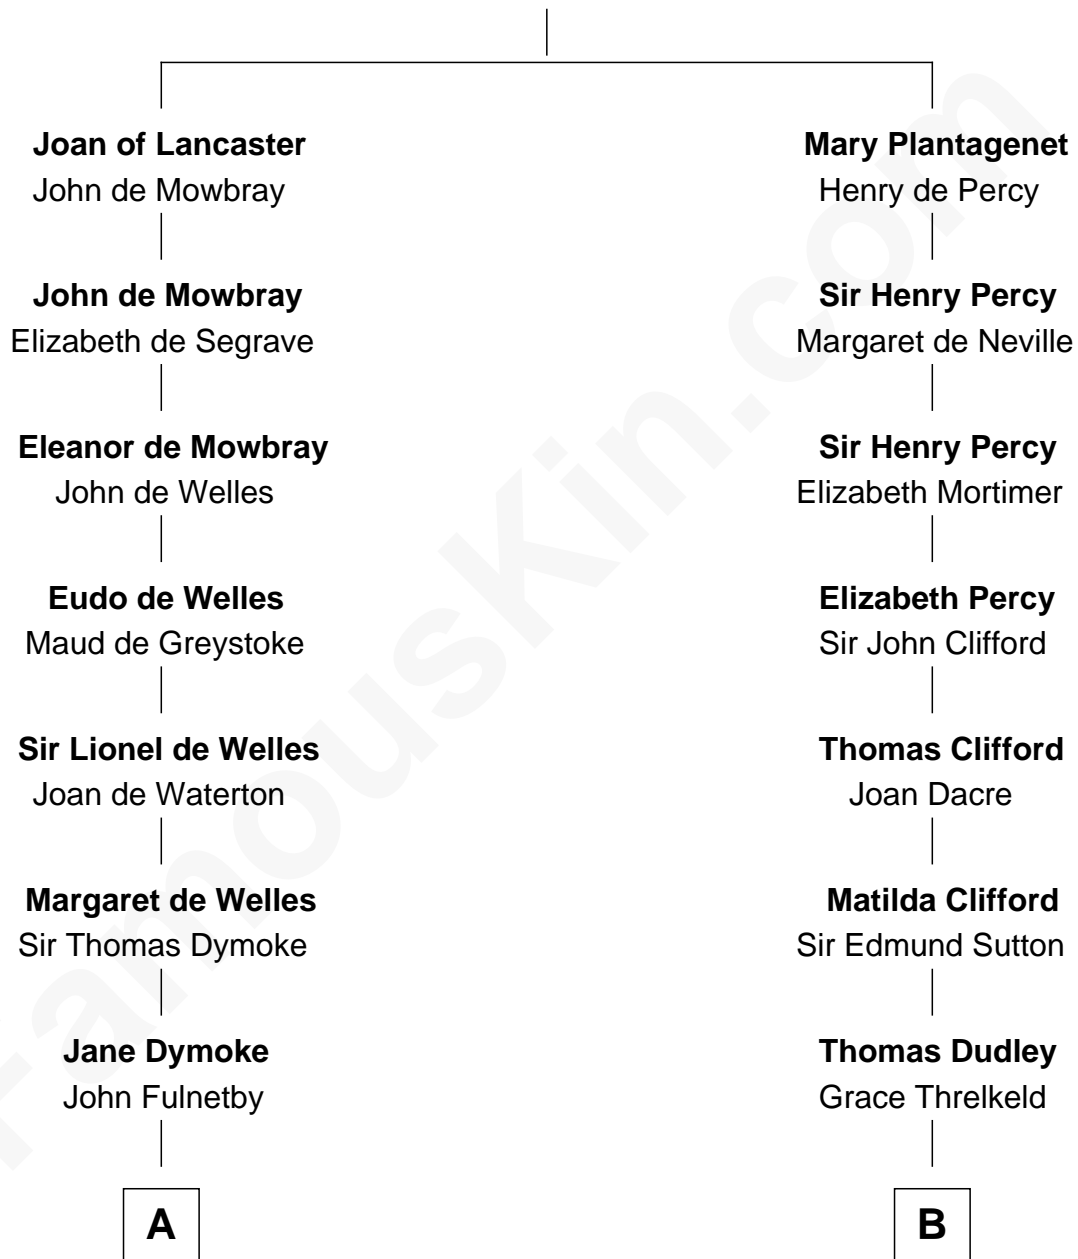 Joan of Lancaster
John de Mowbray
John de Mowbray
Elizabeth de Segrave
Eleanor de Mowbray
John de Welles
Eudo de Welles
Maud de Greystoke
Sir Lionel de Welles
Joan de Waterton
Margaret de Welles
Sir Thomas Dymoke
Jane Dymoke
John Fulnetby
A
Mary Plantagenet
Henry de Percy
Sir Henry Percy
Margaret de Neville
Sir Henry Percy
Elizabeth Mortimer
Elizabeth Percy
Sir John Clifford
Thomas Clifford
Joan Dacre
Matilda Clifford
Sir Edmund Sutton
Thomas Dudley
Grace Threlkeld
B
FamousKin.com